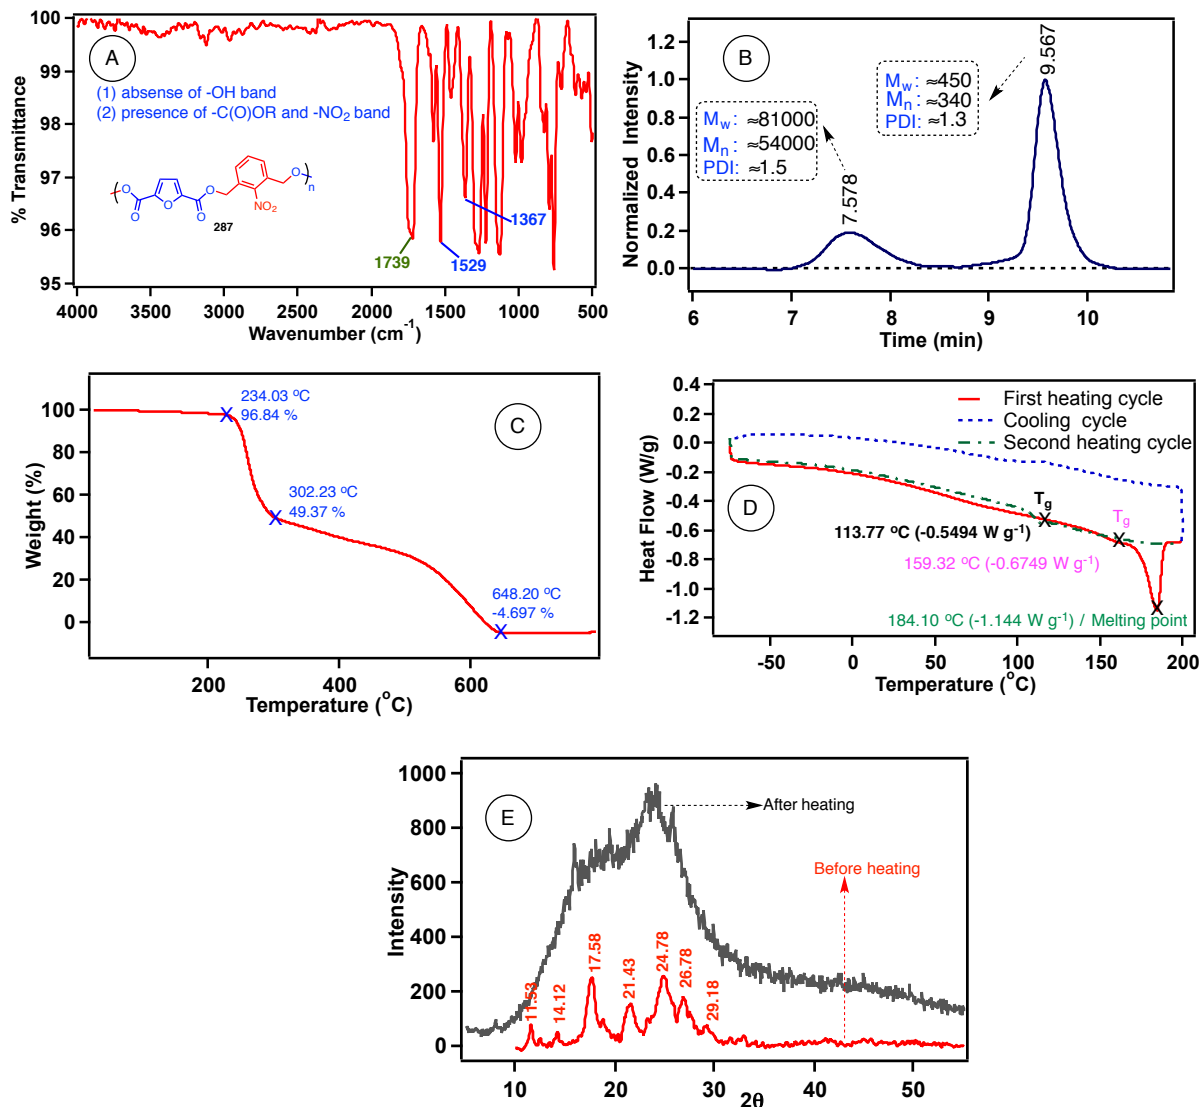 A
(1) absense of -OH band
(2) presence of -C(O)OR and -NO2 band
100
99
98
97
96
95
% Transmittance
( O O O O O O )n
NO2
287
1739
1529
1367
4000 3500 3000 2500 2000 1500 1000 500
Wavenumber (cm-1)
B
1.2
1.0
0.8
0.6
0.4
0.2
0.0
Normalized Intensity
Mw: ≈81000
Mn: ≈54000
PDI: ≈1.5
7.578
Mw: ≈450
Mn: ≈340
PDI: ≈1.3
9.567
6 7 8 9 10
Time (min)
C
100
80
60
40
20
0
Weight (%)
234.03 ºC
96.84 %
302.23 ºC
49.37 %
648.20 ºC
-4.697 %
200 400 600
Temperature (°C)
D
0.4
0.2
0.0
-0.2
-0.4
-0.6
-0.8
-1.0
-1.2
Heat Flow (W/g)
First heating cycle
Cooling cycle
Second heating cycle
Tg
Tg
113.77 ºC (-0.5494 W g-1)
159.32 ºC (-0.6749 W g-1)
184.10 ºC (-1.144 W g-1) / Melting point
-50 0 50 100 150 200
Temperature (°C)
E
1000
800
600
400
200
0
Intensity
After heating
Before heating
11.53
14.12
17.58
21.43
24.78
26.78
29.18
10 20 30 40 50
2θ